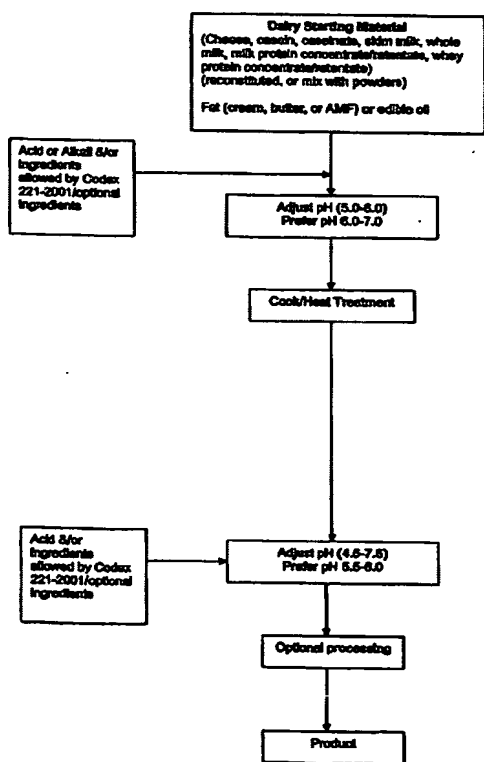 Dairy Starting Material
(Cheese, casein, caseinate, skim milk, whole
milk, milk protein concentrate/retentate, whey
protein concentrate/retentate)
(reconstituted, or mix with powders)
Fat (cream, butter, or AMF) or edible oil
Acid or Alkali &/or
Ingredients
allowed by Codex
221-2001/optional
ingredients
Adjust pH (5.0-8.0)
Prefer pH 6.0-7.0
Cook/Heat Treatment
Acid &/or
Ingredients
allowed by Codex
221-2001/optional
ingredients
Adjust pH (4.5-7.5)
Prefer pH 5.5-6.0
Optional processing
Product